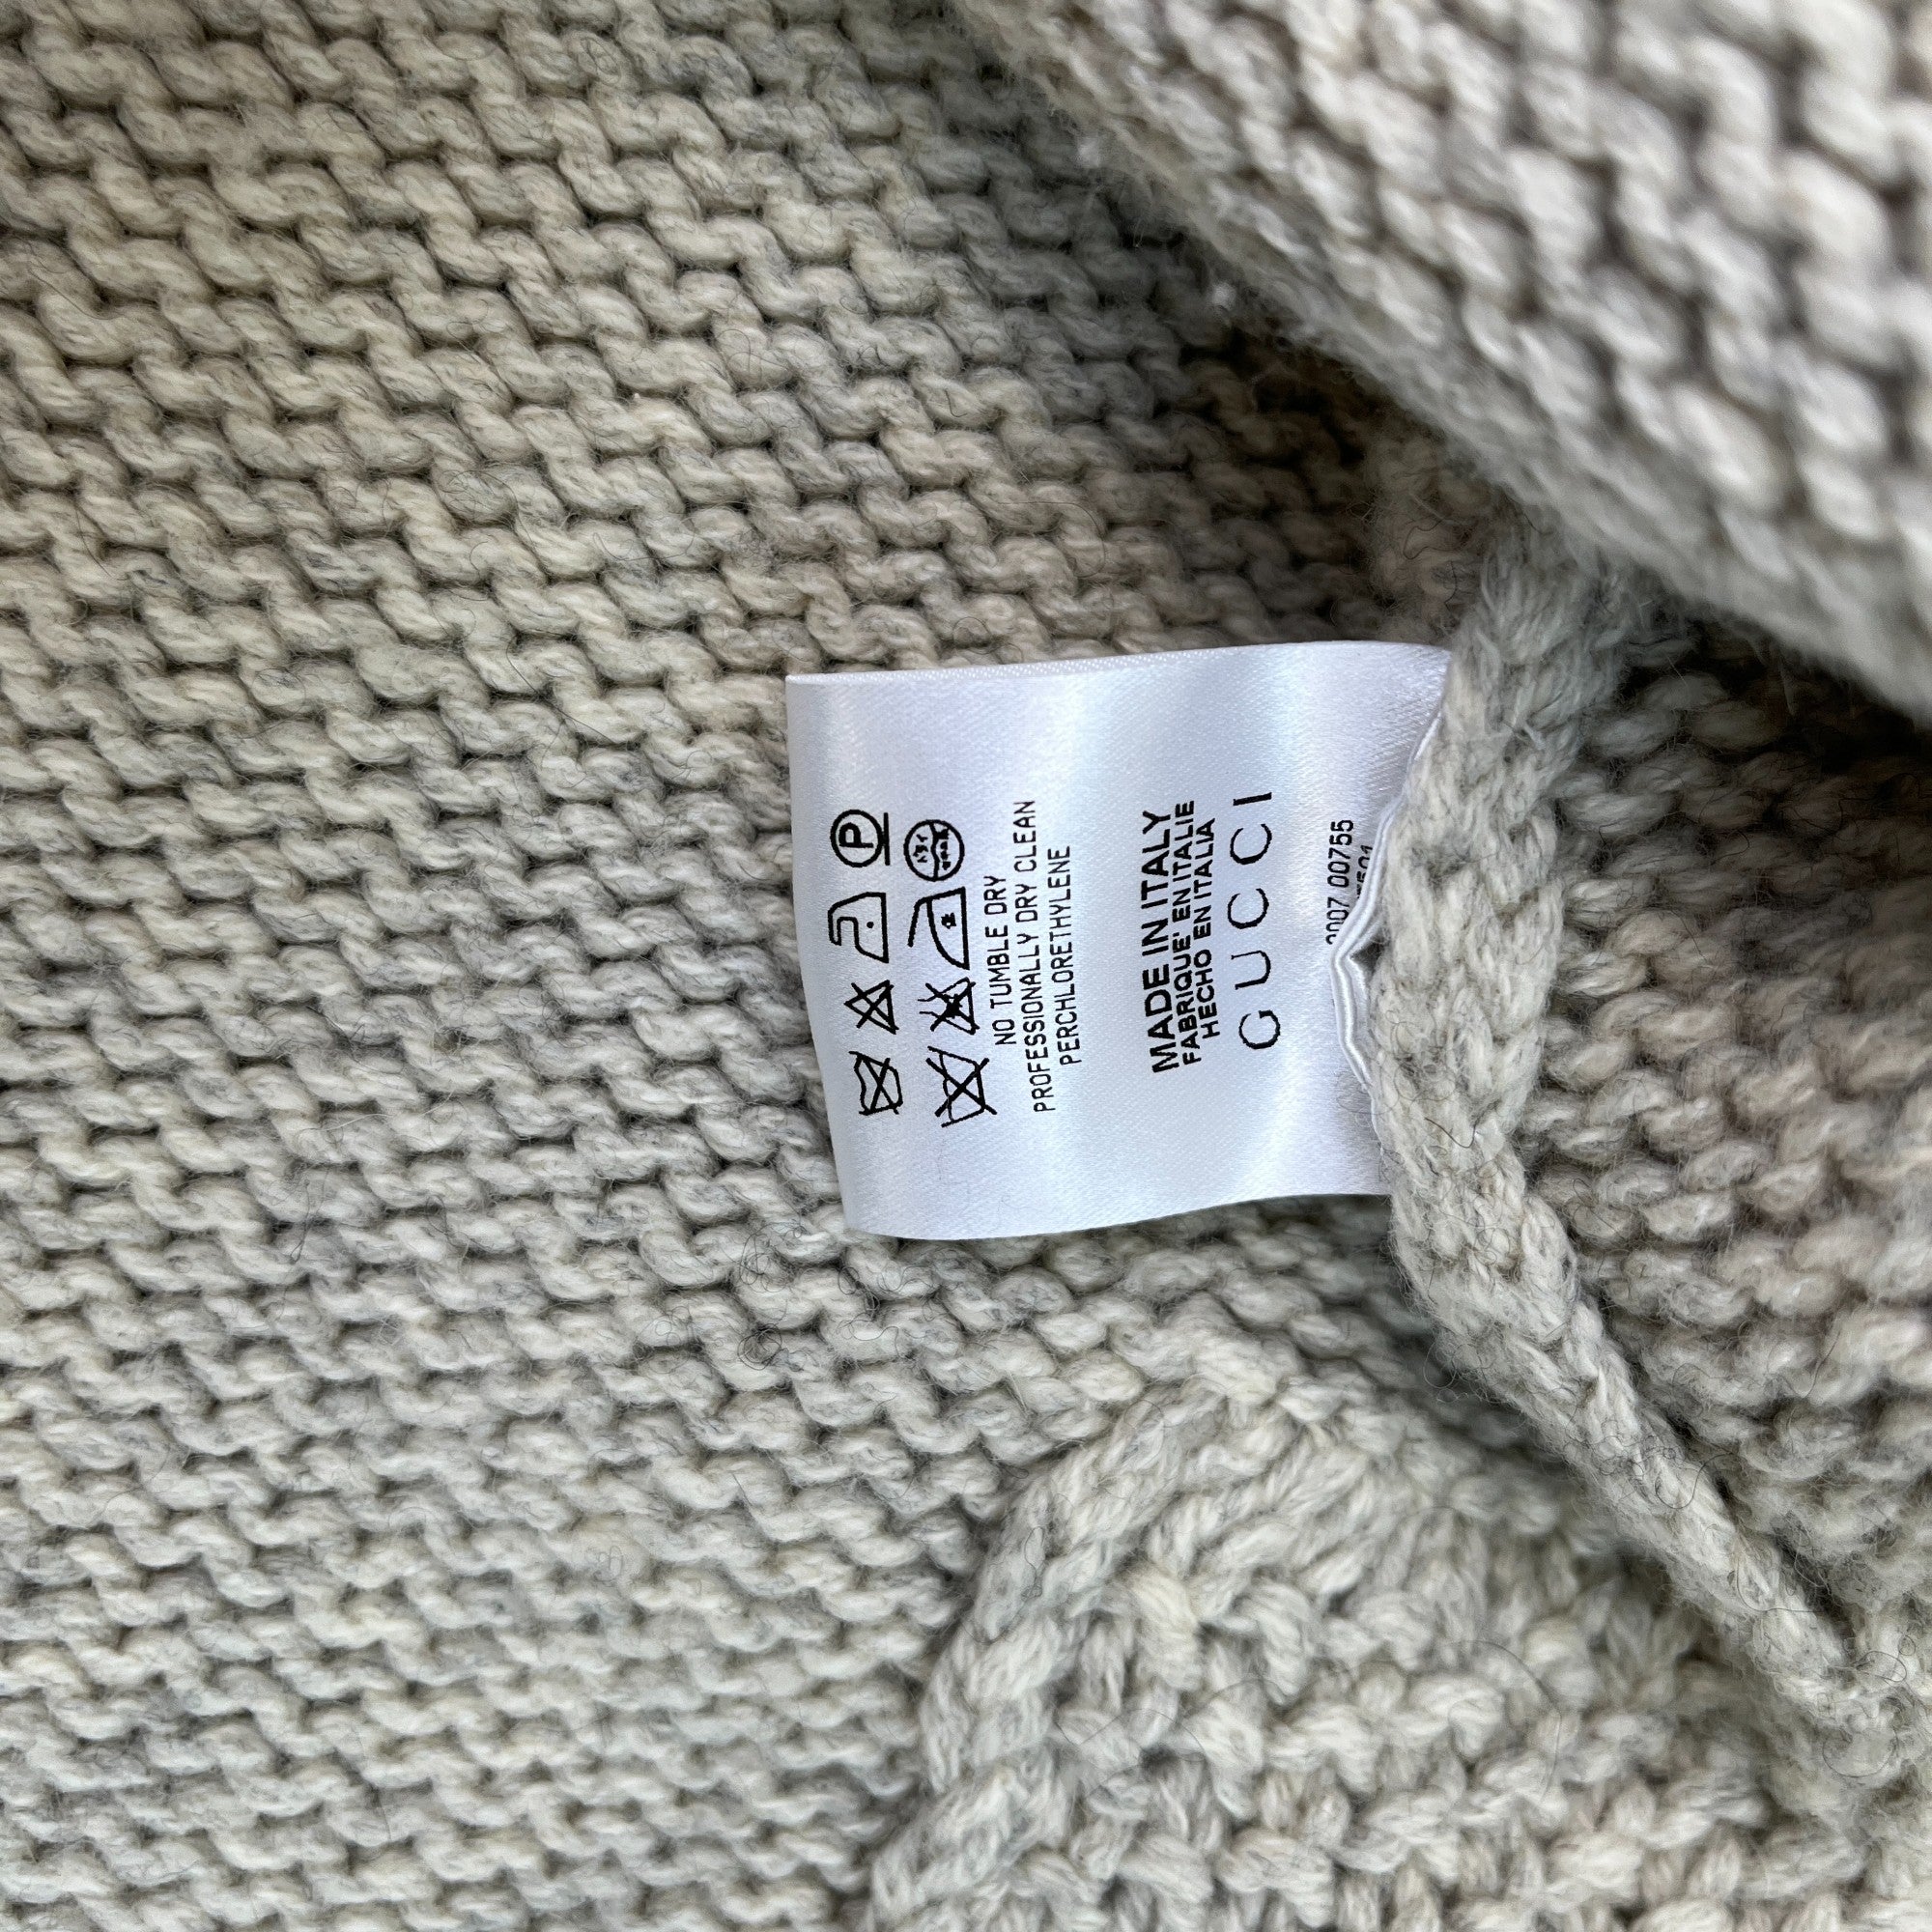 P
NO TUMBLE DRY
PROFESSIONALLY DRY CLEAN
PERCHLORETHYLENE
MADE IN ITALY
FABRIQUE' EN ITALIE
HECHO EN ITALIA
GUCCI
00755